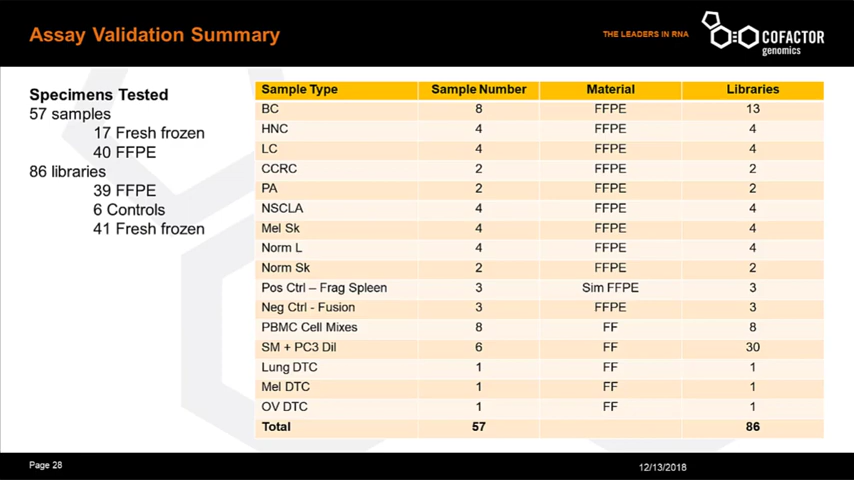 Assay Validation Summary
THE LEADERS IN RNA
COFACTOR
genomics
Specimens Tested
57 samples
17 Fresh frozen
40 FFPE
86 libraries
39 FFPE
6 Controls
41 Fresh frozen
Sample Type Sample Number Material Libraries
BC 8 FFPE 13
HNC 4 FFPE 4
LC 4 FFPE 4
CCRC 2 FFPE 2
PA 2 FFPE 2
NSCLA 4 FFPE 4
Mel Sk 4 FFPE 4
Norm L 4 FFPE 4
Norm Sk 2 FFPE 2
Pos Ctrl – Frag Spleen 3 Sim FFPE 3
Neg Ctrl - Fusion 3 FFPE 3
PBMC Cell Mixes 8 FF 8
SM + PC3 Dil 6 FF 30
Lung DTC 1 FF 1
Mel DTC 1 FF 1
OV DTC 1 FF 1
Total 57 86
Page 28
12/13/2018